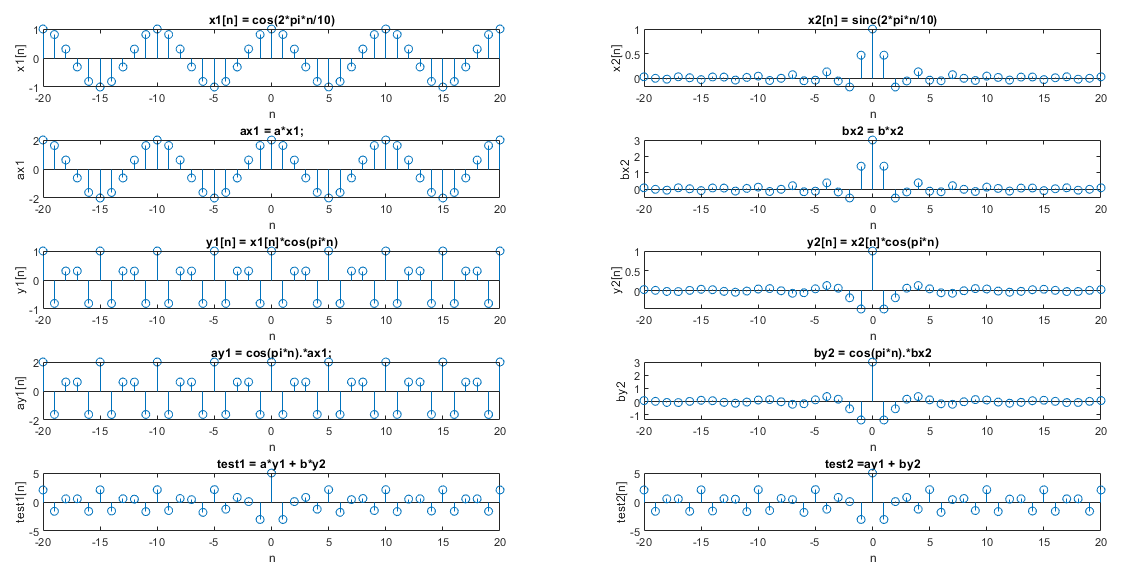 x1[n] = cos(2*pi*n/10)
x1[n]
1
0
-1
-20 -15 -10 -5 0 5 10 15 20
n
x2[n] = sinc(2*pi*n/10)
x2[n]
1
0.5
0
-20 -15 -10 -5 0 5 10 15 20
n
ax1 = a*x1;
ax1
2
0
-2
-20 -15 -10 -5 0 5 10 15 20
n
bx2 = b*x2
bx2
3
2
1
0
-20 -15 -10 -5 0 5 10 15 20
n
y1[n] = x1[n]*cos(pi*n)
y1[n]
1
0
-1
-20 -15 -10 -5 0 5 10 15 20
n
y2[n] = x2[n]*cos(pi*n)
y2[n]
1
0.5
0
-20 -15 -10 -5 0 5 10 15 20
n
ay1 = cos(pi*n).*ax1;
ay1[n]
2
0
-2
-20 -15 -10 -5 0 5 10 15 20
n
by2 = cos(pi*n).*bx2
by2
3
2
1
0
-1
-20 -15 -10 -5 0 5 10 15 20
n
test1 = a*y1 + b*y2
test1[n]
5
0
-5
-20 -15 -10 -5 0 5 10 15 20
n
test2 =ay1 + by2
test2[n]
5
0
-5
-20 -15 -10 -5 0 5 10 15 20
n